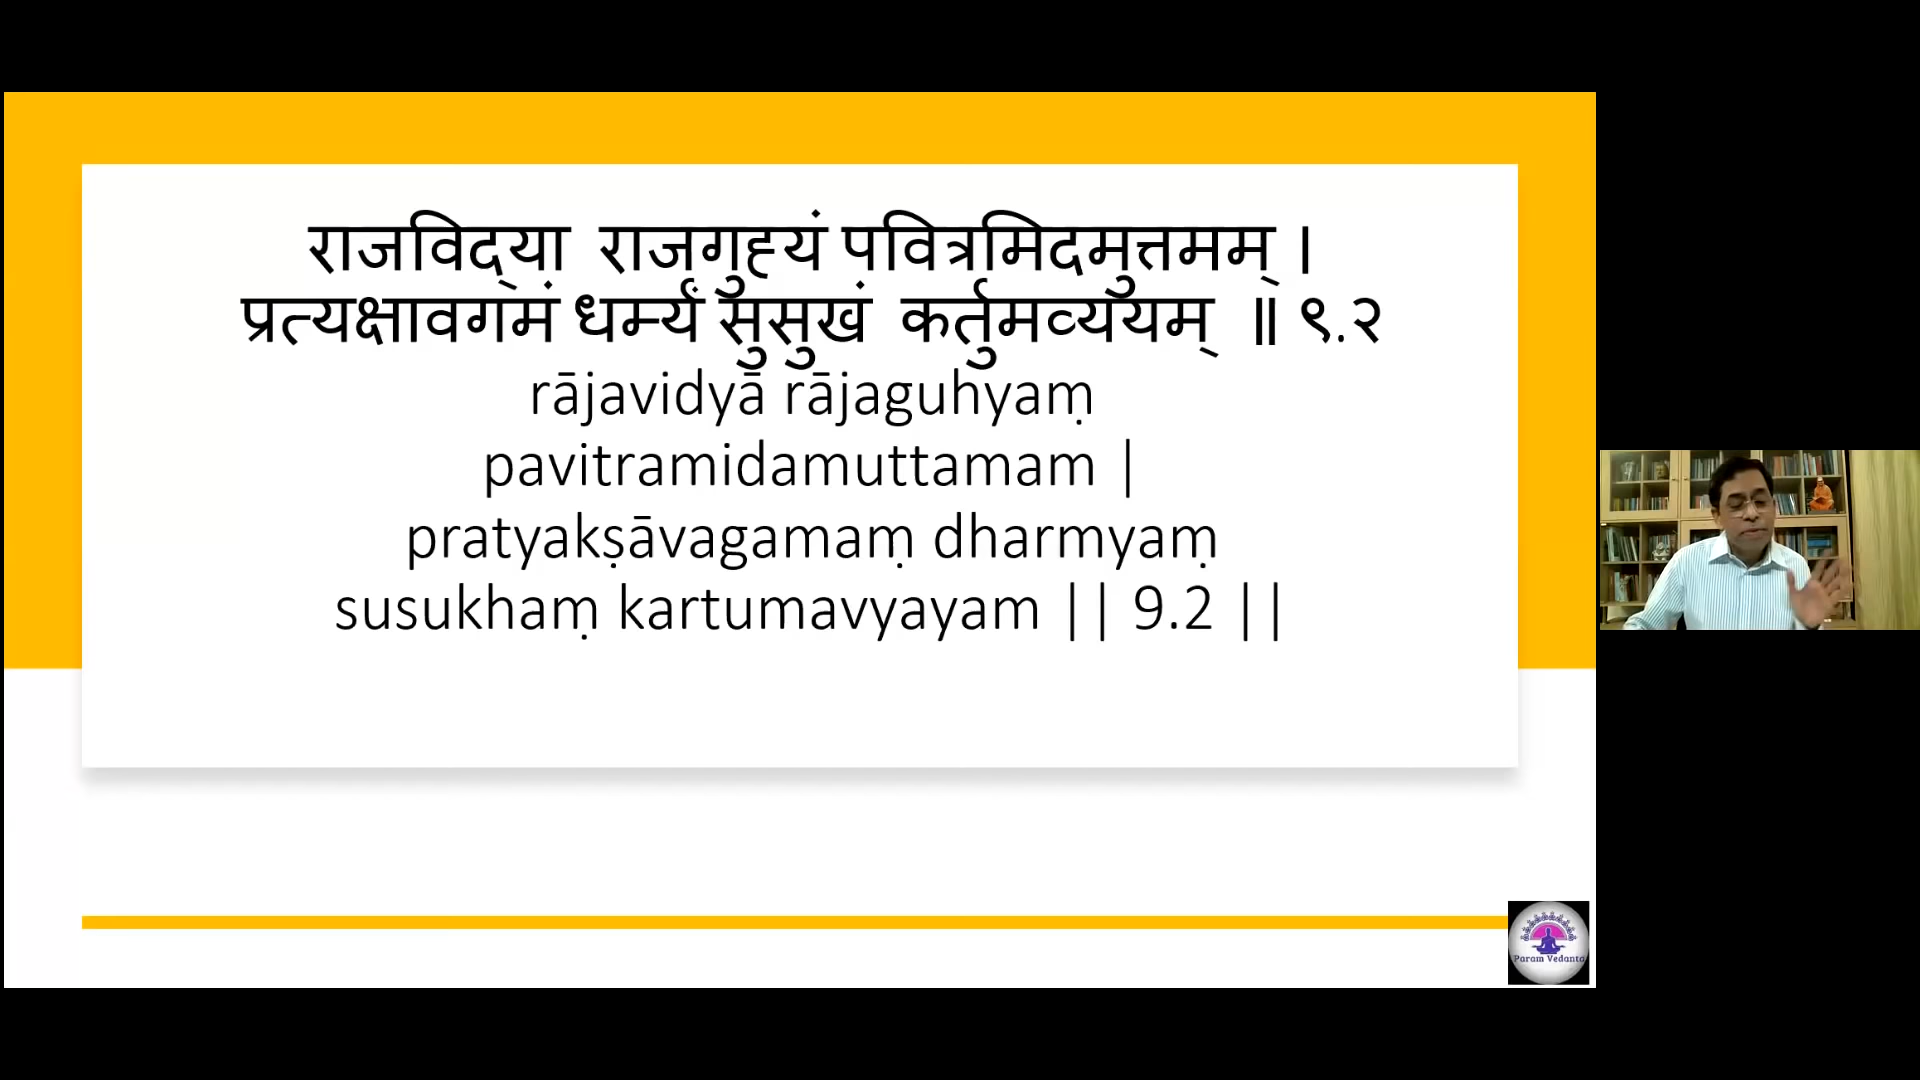 राजविद्या राजगुह्यं पवित्रमिदमुत्तमम् ।
प्रत्यक्षावगमं धर्म्यं सुसुखं कर्तुमव्ययम् ॥ ९.२
rājavidyā rājaguhyaṃ
pavitramidamuttamam |
pratyakṣāvagamaṃ dharmyaṃ
susukhaṃ kartumavyayam || 9.2 ||
Param Vedanta